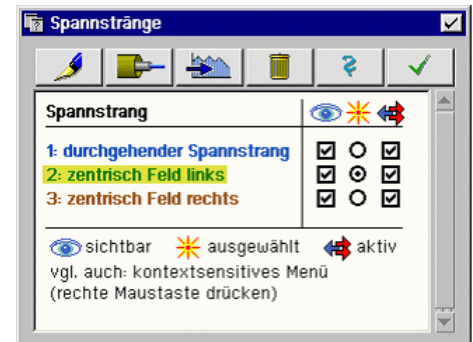 Spannstränge
Spannstrang
1: durchgehender Spannstrang
2: zentrisch Feld links
3: zentrisch Feld rechts
sichtbar ausgewählt aktiv
vgl. auch: kontextsensitives Menü
(rechte Maustaste drücken)